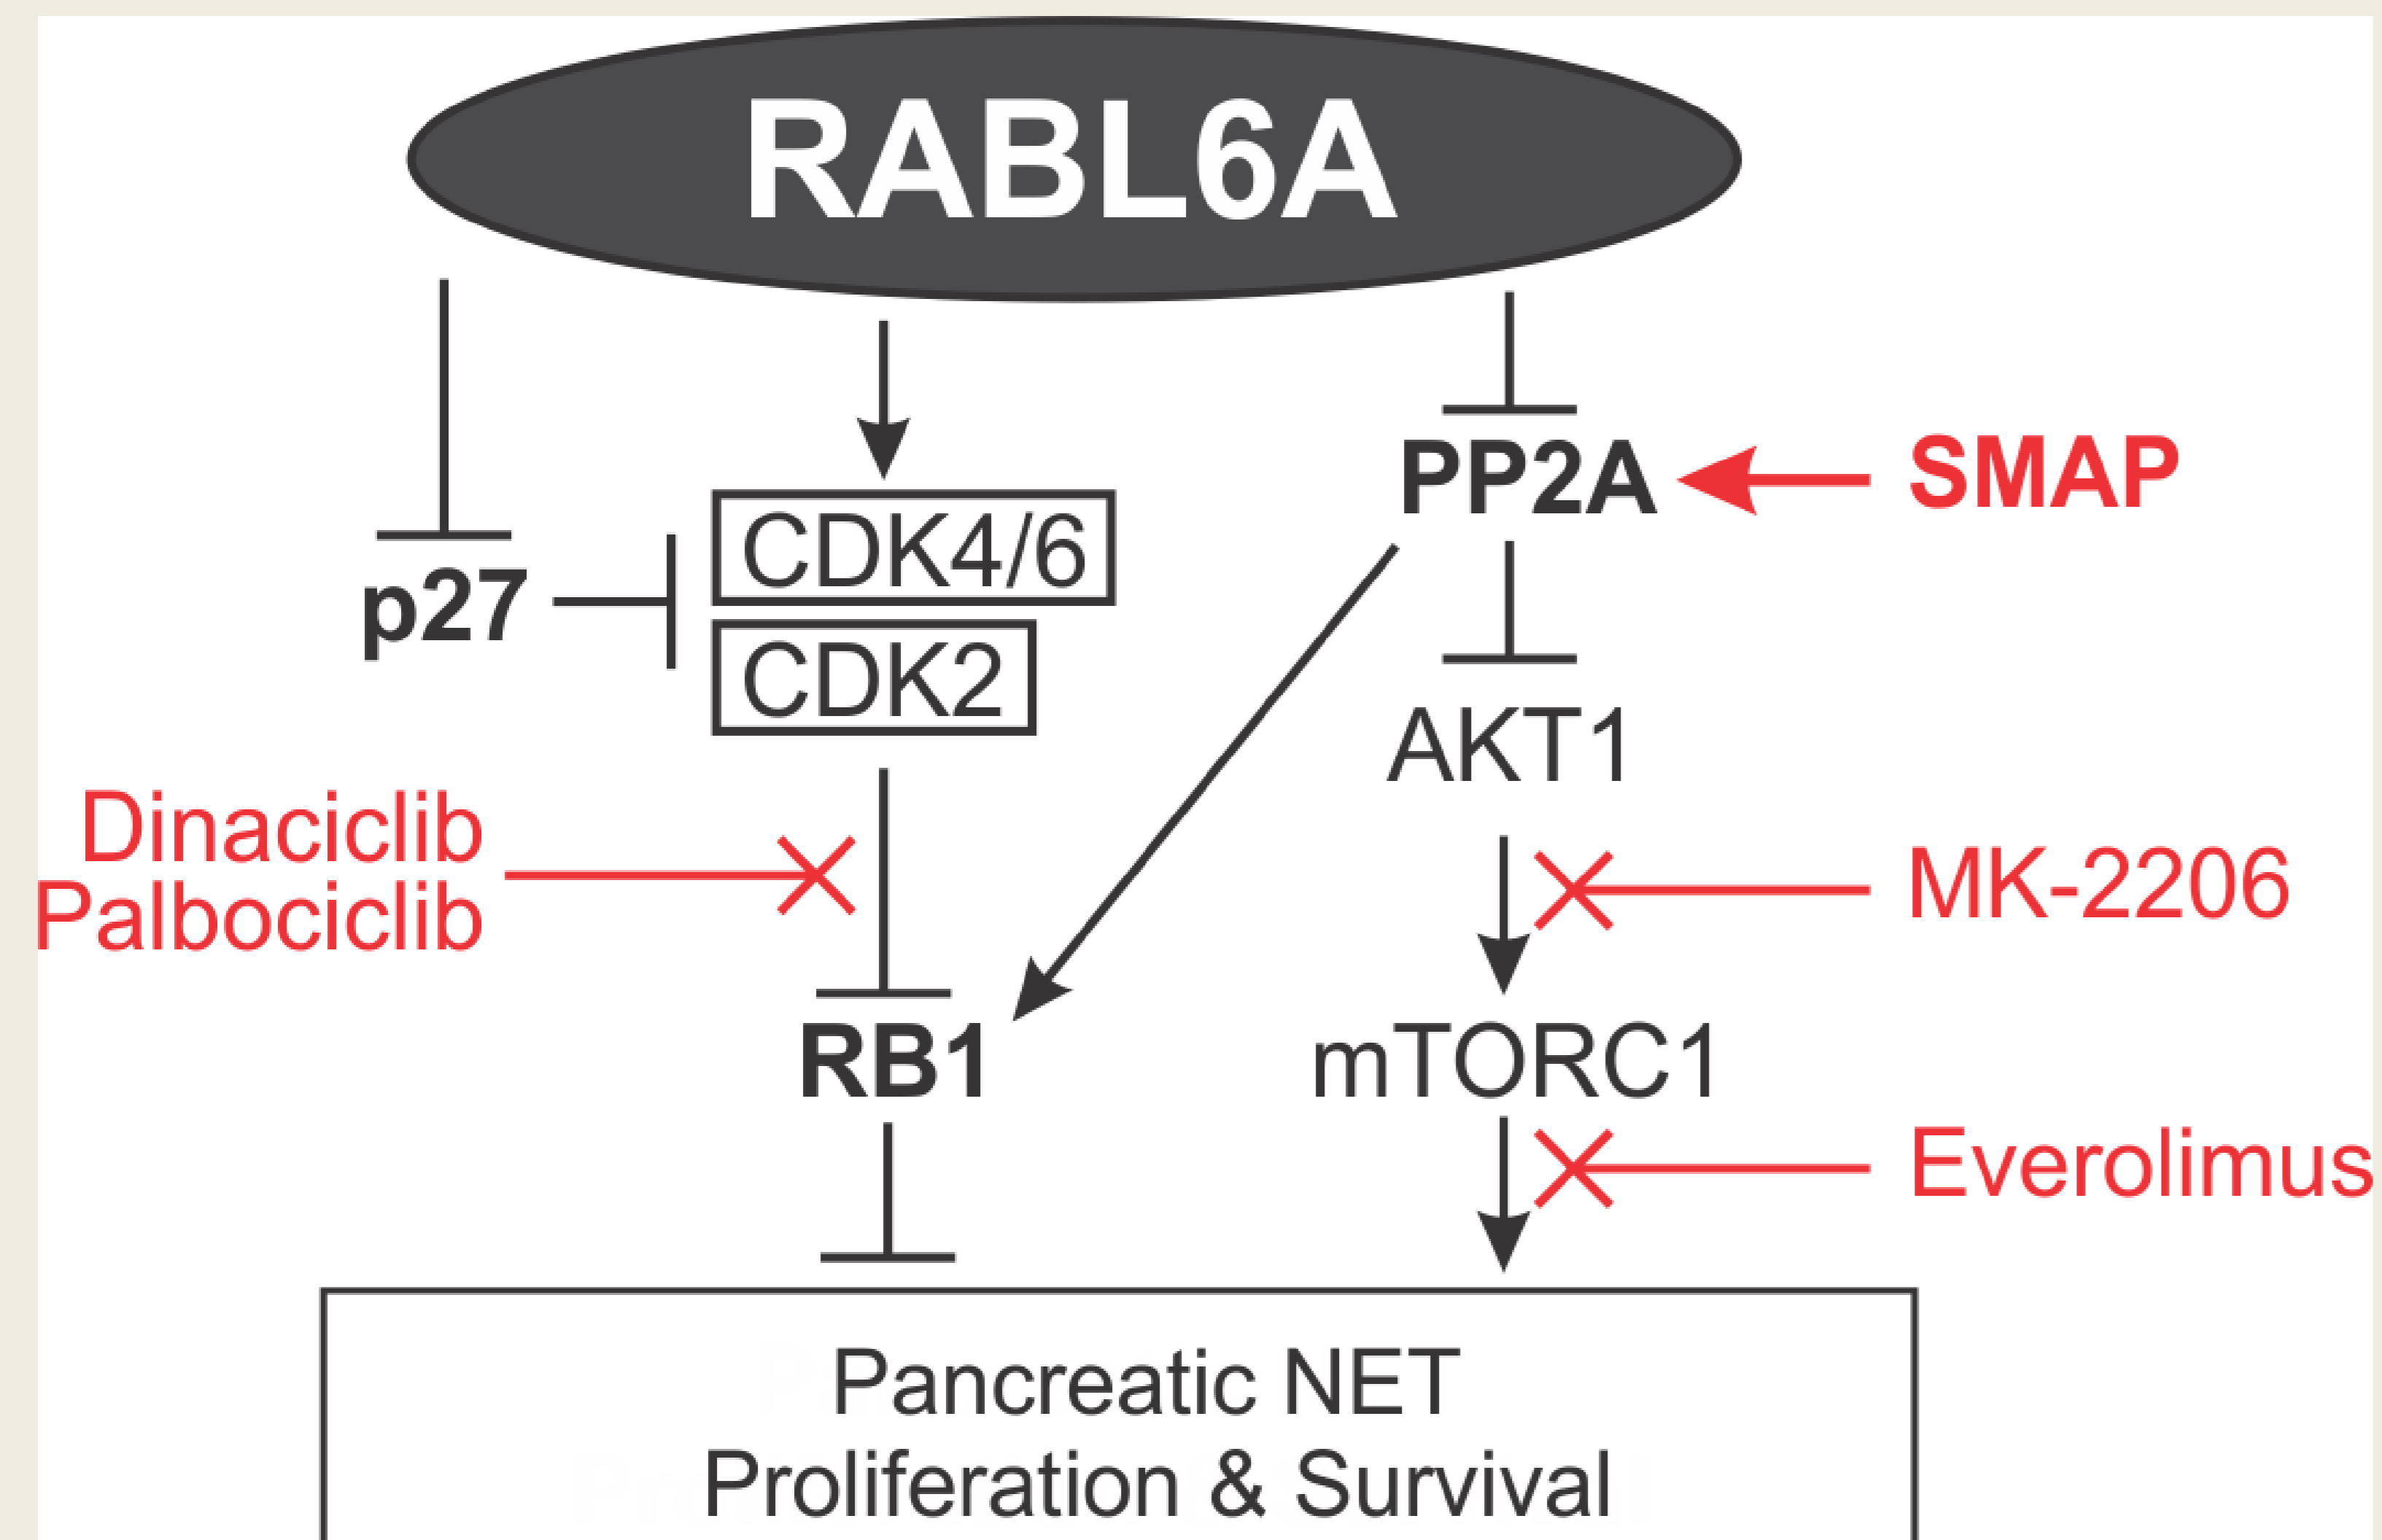 RABL6A
PP2A
SMAP
CDK4/6
p27
CDK2
AKT1
Dinaciclib
Palbociclib
MK-2206
RB1
mTORC1
Everolimus
Pancreatic NET
Proliferation & Survival